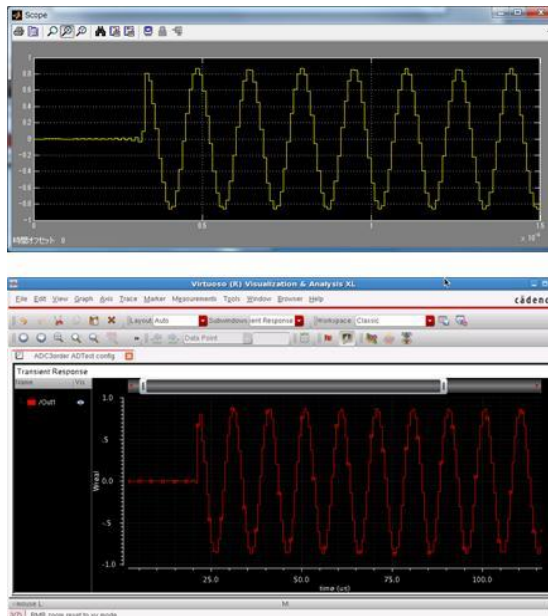 Scope
1
0.8
0.6
0.4
0.2
0
-0.2
-0.4
-0.6
-0.8
-1
0
0.5
1
1.5
時間オフセット 0
Virtuoso (R) Visualization & Analysis XL
File Edit View Graph Axis Trace Marker Measurements Tools Window Browser Help
cādenc
Layout Auto Subwindows ient Response Workspace Classic
Data Point
ADC3order ADTest config
Transient Response
Name Vis
/Out1
1.0
.5
0.0
-.5
-1.0
Wreal
25.0 50.0 75.0 100.0
time (us)
mouse L: M